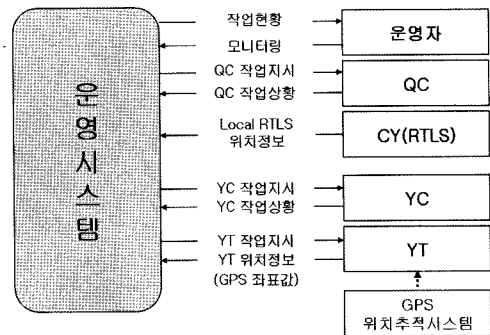 운영시스템
작업현황
모니터링
운영자
QC 작업지시
QC 작업상황
QC
Local RTLS
위치정보
CY(RTLS)
YC 작업지시
YC 작업상황
YC
YT 작업지시
YT 위치정보
(GPS 좌표값)
YT
GPS
위치추적시스템